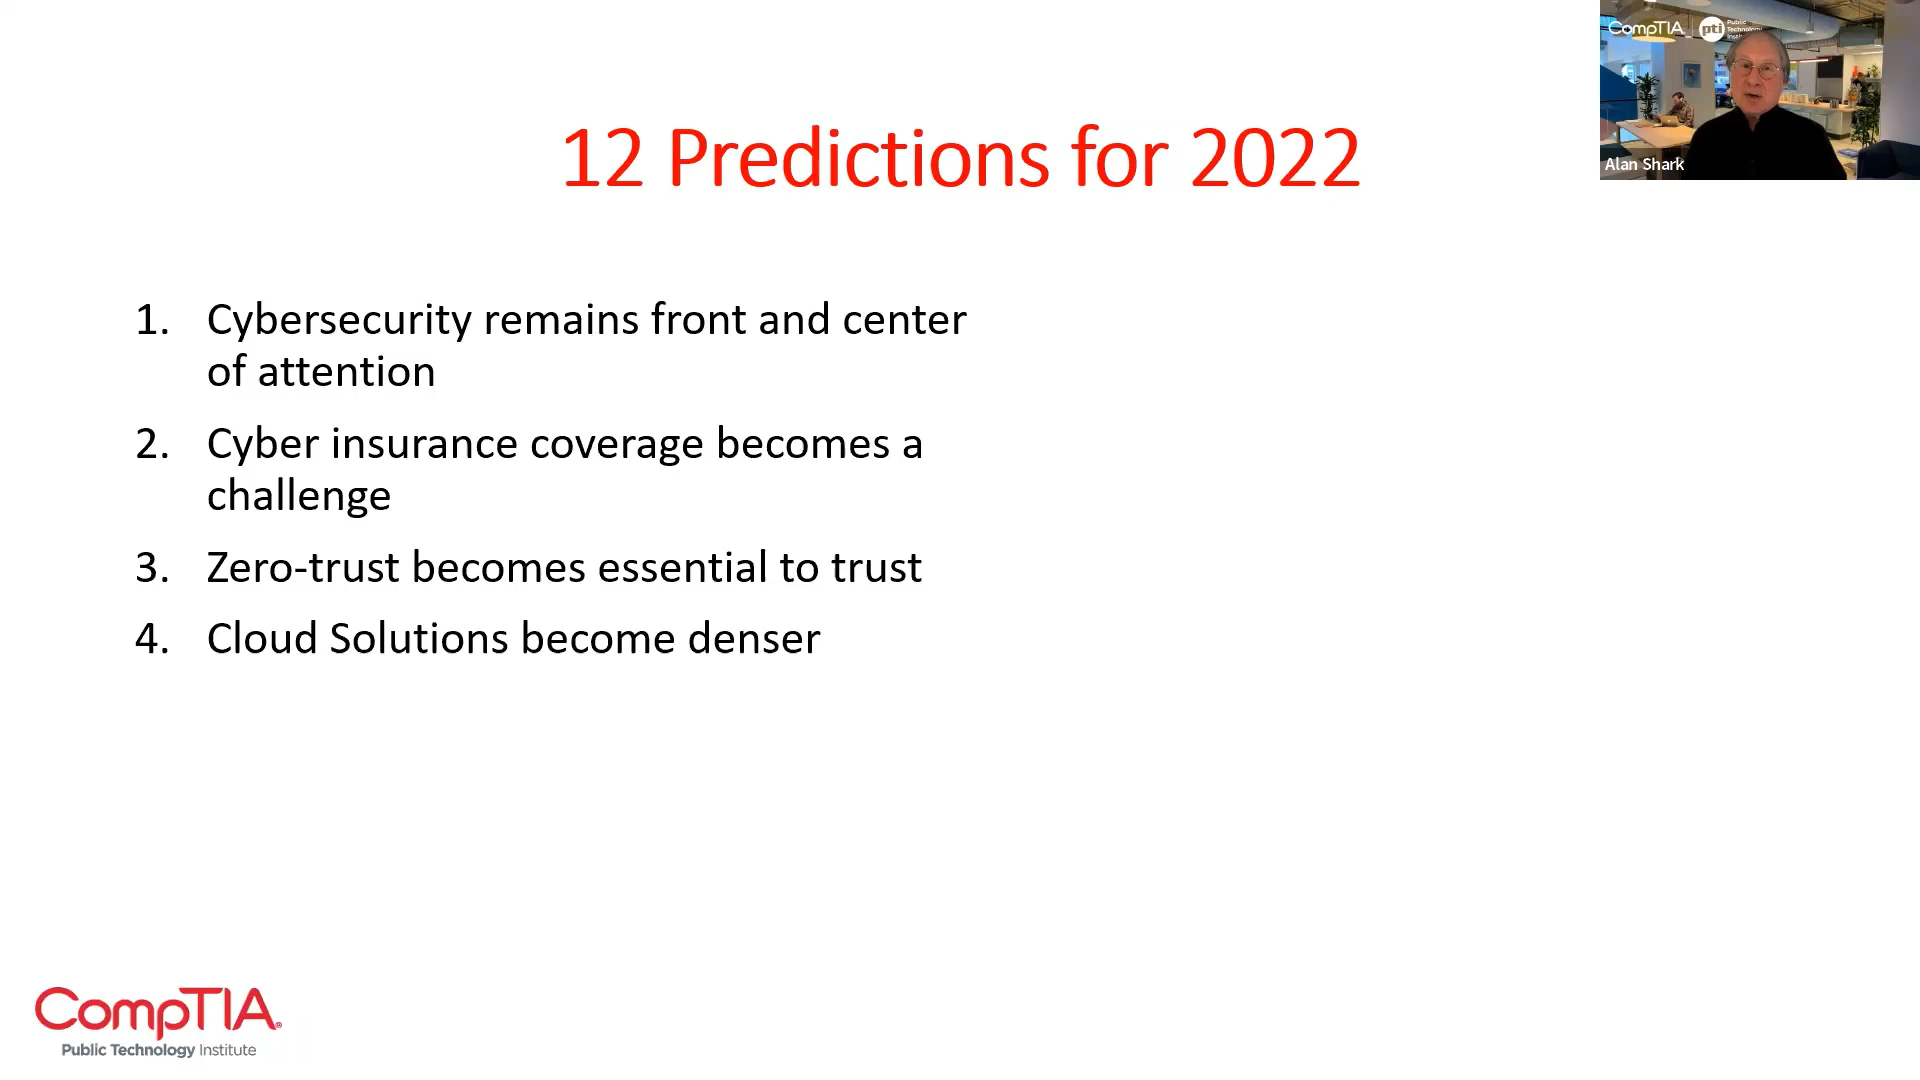 CompTIA
pti
Public
Technology
12 Predictions for 2022
Alan Shark
1. Cybersecurity remains front and center
of attention
2. Cyber insurance coverage becomes a
challenge
3. Zero-trust becomes essential to trust
4. Cloud Solutions become denser
CompTIA
Public Technology Institute